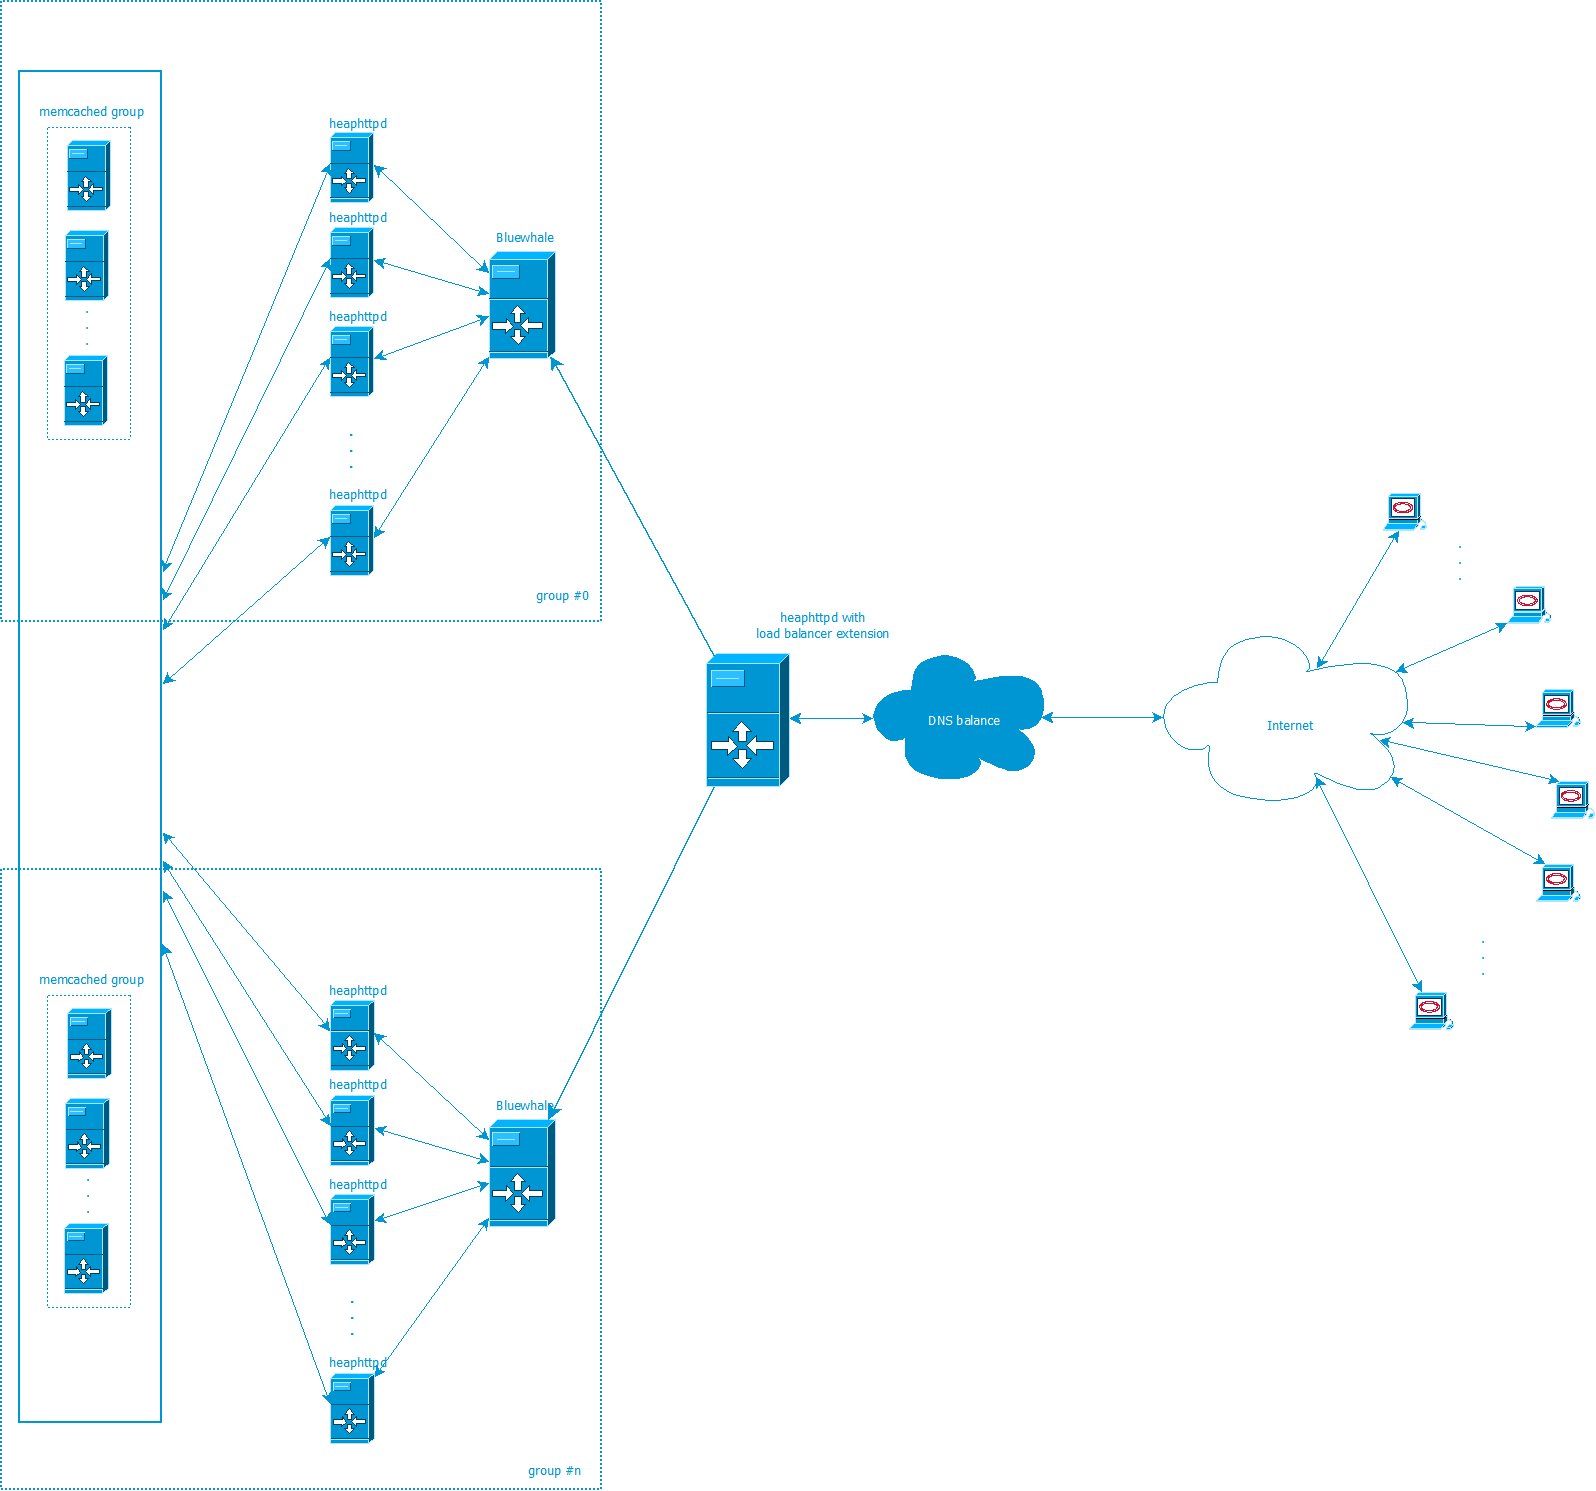 memcached group
heaphttpd
heaphttpd
Bluewhale
heaphttpd
heaphttpd
group #0
heaphttpd with
load balancer extension
DNS balance
Internet
memcached group
heaphttpd
heaphttpd
Bluewhale
heaphttpd
heaphttpd
group #n